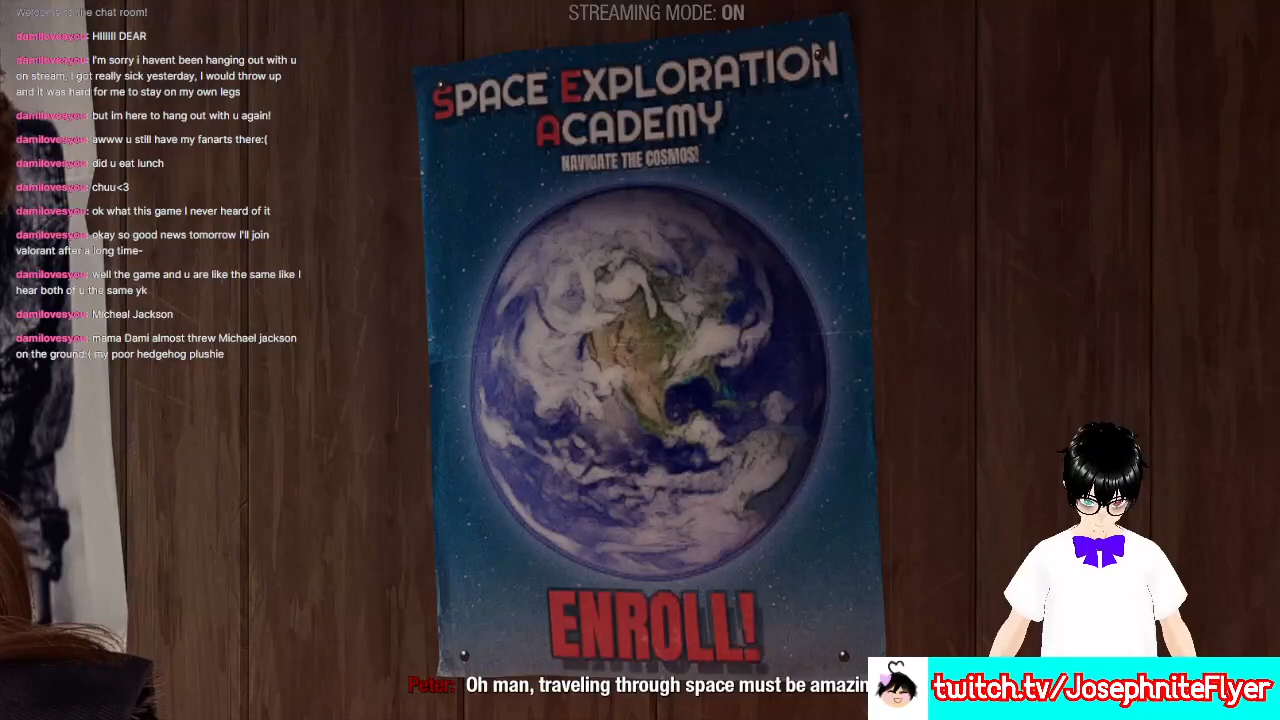 Welcome to the chat room!
damilovesyou: HIIIIII DEAR
damilovesyou: I'm sorry i havent been hanging out with u
on stream, I got really sick yesterday, I would throw up
and it was hard for me to stay on my own legs
damilovesyou: but im here to hang out with u again!
damilovesyou: awww u still have my fanarts there:(
damilovesyou: did u eat lunch
damilovesyou: chuu<3
damilovesyou: ok what this game I never heard of it
damilovesyou: okay so good news tomorrow I'll join
valorant after a long time-
damilovesyou: well the game and u are like the same like I
hear both of u the same yk
damilovesyou: Micheal Jackson
damilovesyou: mama Dami almost threw Michael jackson
on the ground:( my poor hedgehog plushie
STREAMING MODE: ON
SPACE EXPLORATION
ACADEMY
NAVIGATE THE COSMOS!
ENROLL!
Peter: Oh man, traveling through space must be amazin
twitch.tv/JosephniteFlyer